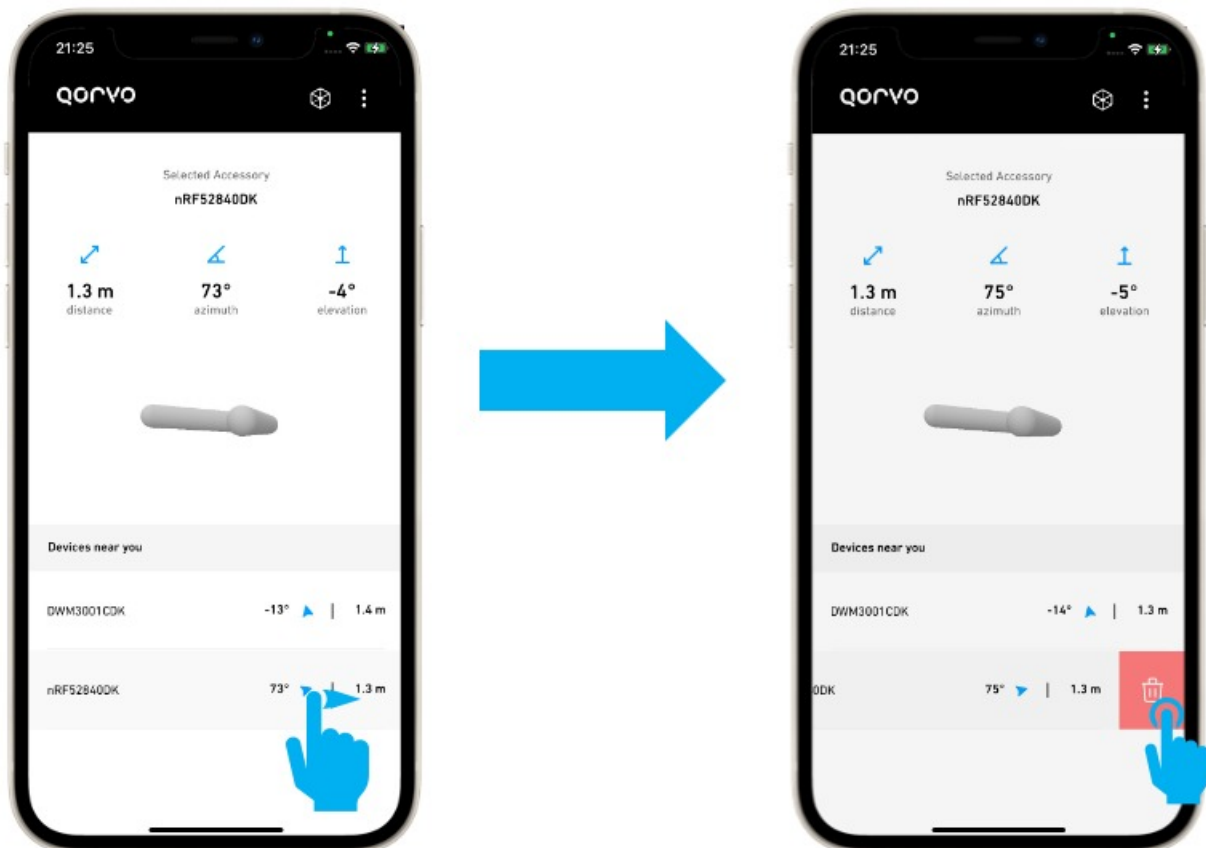 21:25
QORVO
Selected Accessory
nRF52840DK
1.3 m
73°
-4°
distance
azimuth
elevation
Devices near you
DWM3001CDK
-13°
|
1.4 m
nRF52840DK
73°
|
1.3 m
21:25
QORVO
Selected Accessory
nRF52840DK
1.3 m
75°
-5°
distance
azimuth
elevation
Devices near you
DWM3001CDK
-14°
|
1.3 m
0DK
75°
|
1.3 m